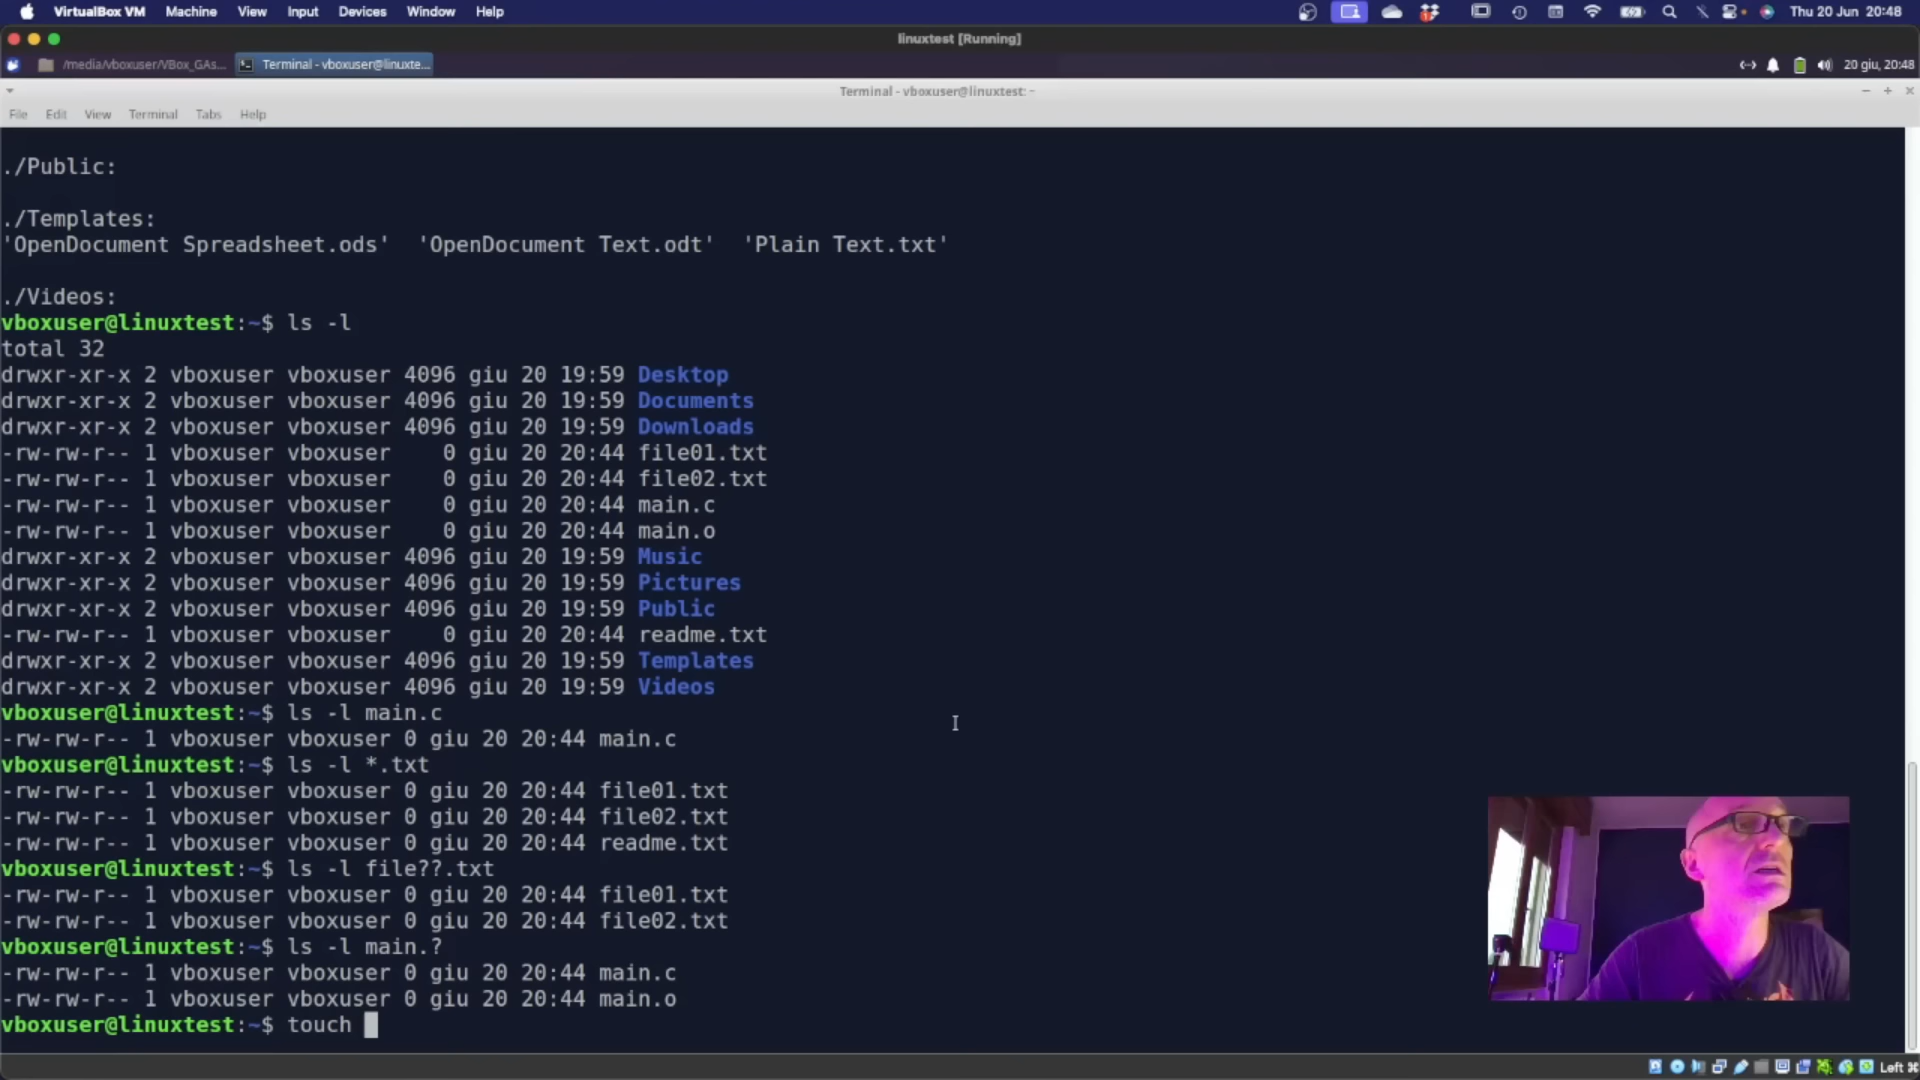 VirtualBox VM Machine View Input Devices Window Help Thu 20 Jun 20:48
linuxtest [Running]
/media/vboxuser/VBox_GAs... Terminal - vboxuser@linuxte... 20 giu, 20:48
Terminal - vboxuser@linuxtest: ~
File Edit View Terminal Tabs Help
./Public:
./Templates:
'OpenDocument Spreadsheet.ods' 'OpenDocument Text.odt' 'Plain Text.txt'
./Videos:
vboxuser@linuxtest:~$ ls -l
total 32
drwxr-xr-x 2 vboxuser vboxuser 4096 giu 20 19:59 Desktop
drwxr-xr-x 2 vboxuser vboxuser 4096 giu 20 19:59 Documents
drwxr-xr-x 2 vboxuser vboxuser 4096 giu 20 19:59 Downloads
-rw-rw-r-- 1 vboxuser vboxuser 0 giu 20 20:44 file01.txt
-rw-rw-r-- 1 vboxuser vboxuser 0 giu 20 20:44 file02.txt
-rw-rw-r-- 1 vboxuser vboxuser 0 giu 20 20:44 main.c
-rw-rw-r-- 1 vboxuser vboxuser 0 giu 20 20:44 main.o
drwxr-xr-x 2 vboxuser vboxuser 4096 giu 20 19:59 Music
drwxr-xr-x 2 vboxuser vboxuser 4096 giu 20 19:59 Pictures
drwxr-xr-x 2 vboxuser vboxuser 4096 giu 20 19:59 Public
-rw-rw-r-- 1 vboxuser vboxuser 0 giu 20 20:44 readme.txt
drwxr-xr-x 2 vboxuser vboxuser 4096 giu 20 19:59 Templates
drwxr-xr-x 2 vboxuser vboxuser 4096 giu 20 19:59 Videos
vboxuser@linuxtest:~$ ls -l main.c
-rw-rw-r-- 1 vboxuser vboxuser 0 giu 20 20:44 main.c
vboxuser@linuxtest:~$ ls -l *.txt
-rw-rw-r-- 1 vboxuser vboxuser 0 giu 20 20:44 file01.txt
-rw-rw-r-- 1 vboxuser vboxuser 0 giu 20 20:44 file02.txt
-rw-rw-r-- 1 vboxuser vboxuser 0 giu 20 20:44 readme.txt
vboxuser@linuxtest:~$ ls -l file??.txt
-rw-rw-r-- 1 vboxuser vboxuser 0 giu 20 20:44 file01.txt
-rw-rw-r-- 1 vboxuser vboxuser 0 giu 20 20:44 file02.txt
vboxuser@linuxtest:~$ ls -l main.?
-rw-rw-r-- 1 vboxuser vboxuser 0 giu 20 20:44 main.c
-rw-rw-r-- 1 vboxuser vboxuser 0 giu 20 20:44 main.o
vboxuser@linuxtest:~$ touch
Left ⌘